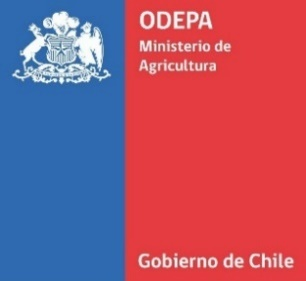 ODEPA
Ministerio de
Agricultura
Gobierno de Chile